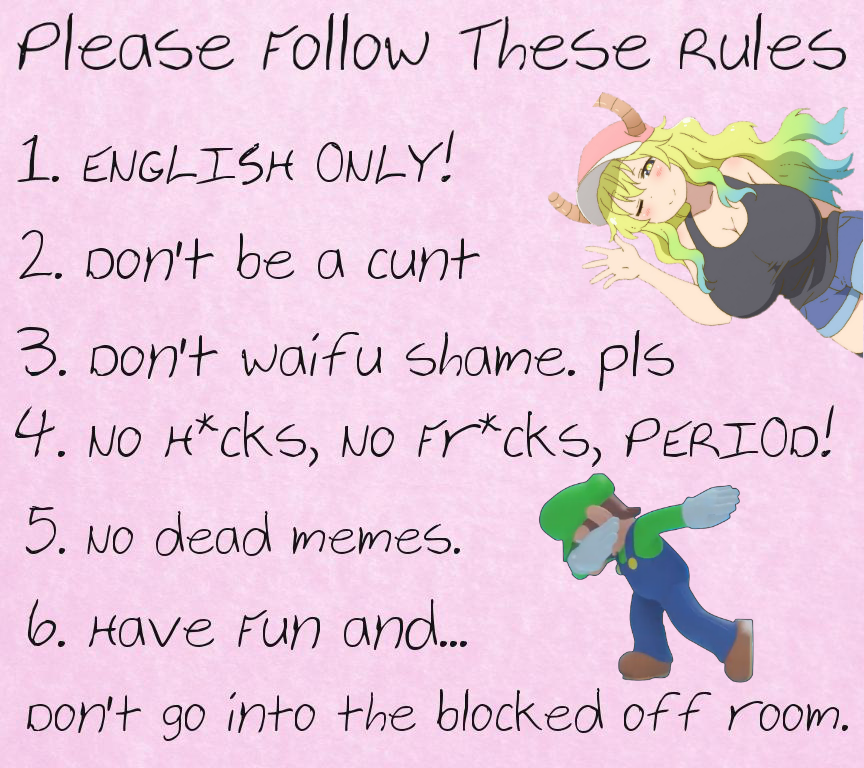 Please Follow These Rules
1. ENGLISH ONLY!
2. Don't be a cunt
3. Don't waifu shame. pls
4. No H*cks, No Fr*cks, PERIOD!
5. No dead memes.
6. Have Fun and...
Don't go into the blocked off room.